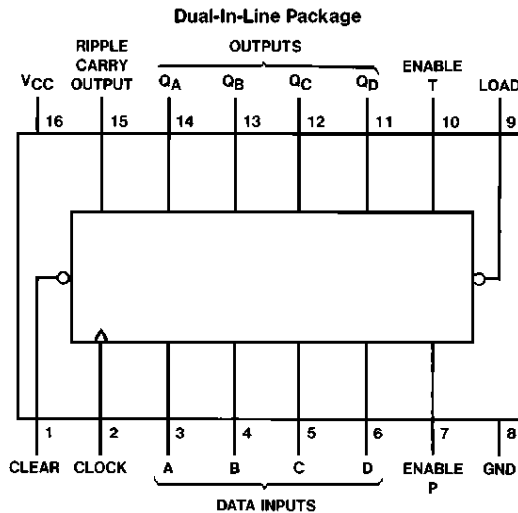 Dual-In-Line Package
RIPPLE CARRY OUTPUT
OUTPUTS
VCC QA QB QC QD ENABLE T LOAD
16 15 14 13 12 11 10 9
1 2 3 4 5 6 7 8
CLEAR CLOCK A B C D ENABLE P GND
DATA INPUTS